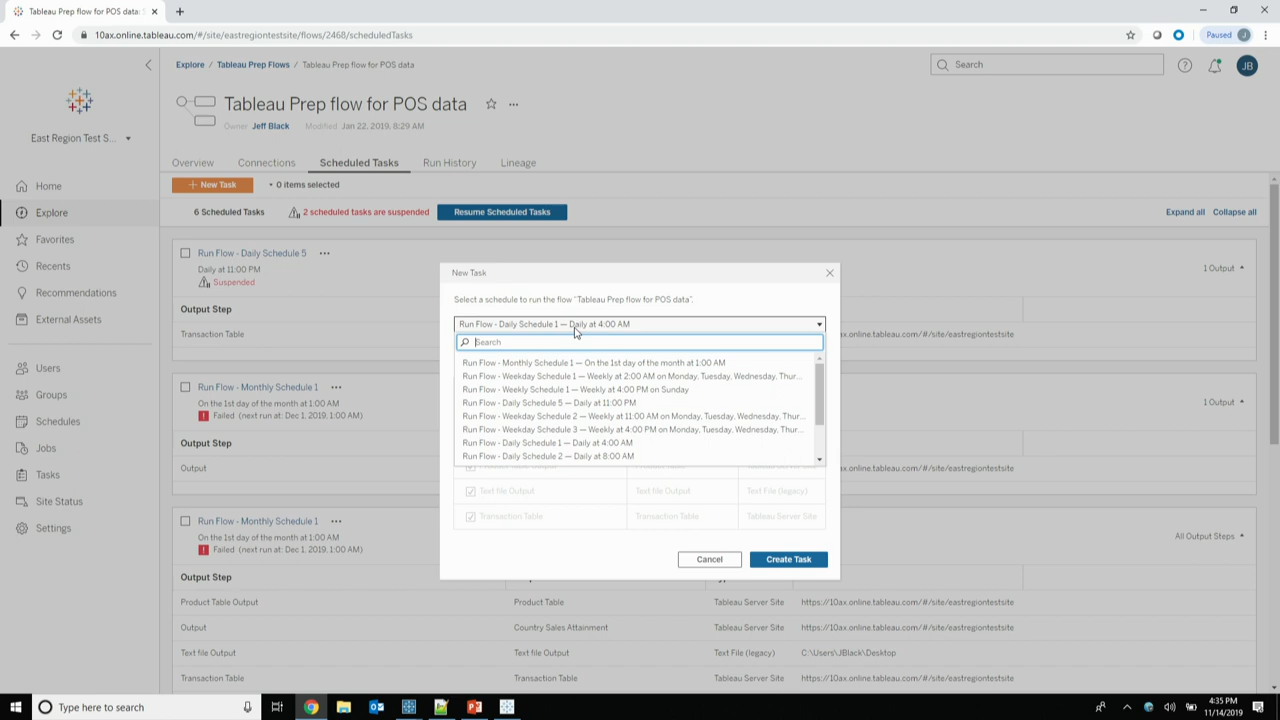 Tableau Prep flow for POS data: S
10ax.online.tableau.com/#/site/eastregiontestsite/flows/2468/scheduledTasks
Paused J
Explore / Tableau Prep Flows / Tableau Prep flow for POS data
Search
JB
Tableau Prep flow for POS data
Owner Jeff Black Modified Jan 22, 2019, 8:29 AM
East Region Test S...
Overview Connections Scheduled Tasks Run History Lineage
+ New Task 0 items selected
6 Scheduled Tasks 2 scheduled tasks are suspended Resume Scheduled Tasks Expand all Collapse all
Home
Explore
Favorites
Recents
Recommendations
External Assets
Users
Groups
Schedules
Jobs
Tasks
Site Status
Settings
Run Flow - Daily Schedule 5 ...
Daily at 11:00 PM
Suspended
1 Output
Output Step
Transaction Table
ne.tableau.com/#/site/eastregiontestsite
Run Flow - Monthly Schedule 1 ...
On the 1st day of the month at 1:00 AM
Failed (next run at: Dec 1, 2019, 1:00 AM)
1 Output
Output Step
Output
ne.tableau.com/#/site/eastregiontestsite
Run Flow - Monthly Schedule 1 ...
On the 1st day of the month at 1:00 AM
Failed (next run at: Dec 1, 2019, 1:00 AM)
All Output Steps
Output Step
Product Table Output Product Table Tableau Server Site https://10ax.online.tableau.com/#/site/eastregiontestsite
Output Country Sales Attainment Tableau Server Site https://10ax.online.tableau.com/#/site/eastregiontestsite
Text file Output Text file Output Text File (legacy) C:\Users\JBlack\Desktop
Transaction Table Transaction Table Tableau Server Site https://10ax.online.tableau.com/#/site/eastregiontestsite
New Task
Select a schedule to run the flow "Tableau Prep flow for POS data".
Run Flow - Daily Schedule 1 — Daily at 4:00 AM
Search
Run Flow - Monthly Schedule 1 — On the 1st day of the month at 1:00 AM
Run Flow - Weekday Schedule 1 — Weekly at 2:00 AM on Monday, Tuesday, Wednesday, Thur...
Run Flow - Weekly Schedule 1 — Weekly at 4:00 PM on Sunday
Run Flow - Daily Schedule 5 — Daily at 11:00 PM
Run Flow - Weekday Schedule 2 — Weekly at 11:00 AM on Monday, Tuesday, Wednesday, Thur...
Run Flow - Weekday Schedule 3 — Weekly at 4:00 PM on Monday, Tuesday, Wednesday, Thur...
Run Flow - Daily Schedule 1 — Daily at 4:00 AM
Run Flow - Daily Schedule 2 — Daily at 8:00 AM
Text file Output Text file Output Text File (legacy)
Transaction Table Transaction Table Tableau Server Site
Cancel Create Task
Type here to search
4:35 PM
11/14/2019